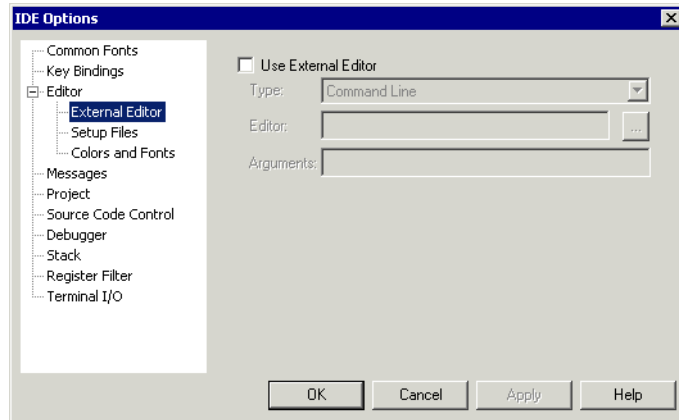 IDE Options
Common Fonts
Key Bindings
Editor
External Editor
Setup Files
Colors and Fonts
Messages
Project
Source Code Control
Debugger
Stack
Register Filter
Terminal I/O
Use External Editor
Type: Command Line
Editor: ...
Arguments:
OK Cancel Apply Help